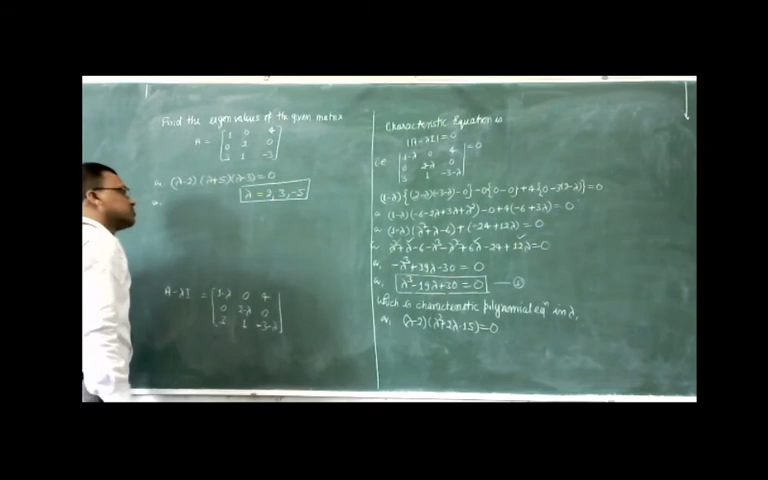 Find the eigen values of the given matrix
A = [1 0 4
0 2 0
3 1 -3]
or, (λ-2)(λ+5)(λ-3)=0
or, λ = 2, 3, -5
A-λI = [1-λ 0 4
0 2-λ 0
3 1 -3-λ]
Characteristic Equation is
|A-λI|=0
i.e. |1-λ 0 4
0 2-λ 0
3 1 -3-λ| =0
(1-λ){(2-λ)(-3-λ)-0}-0{0-0}+4{0-3(2-λ)}=0
or (1-λ)(-6-2λ+3λ+λ²)-0+4(-6+3λ)=0
or (1-λ)(λ²+λ-6)+(-24+12λ)=0
or, λ²+λ-6-λ³-λ²+6λ-24+12λ=0
or, -λ³+19λ-30=0
or, λ³-19λ+30=0
which is characteristic polynomial eqⁿ in λ,
or, (λ-2)(λ²+2λ-15)=0